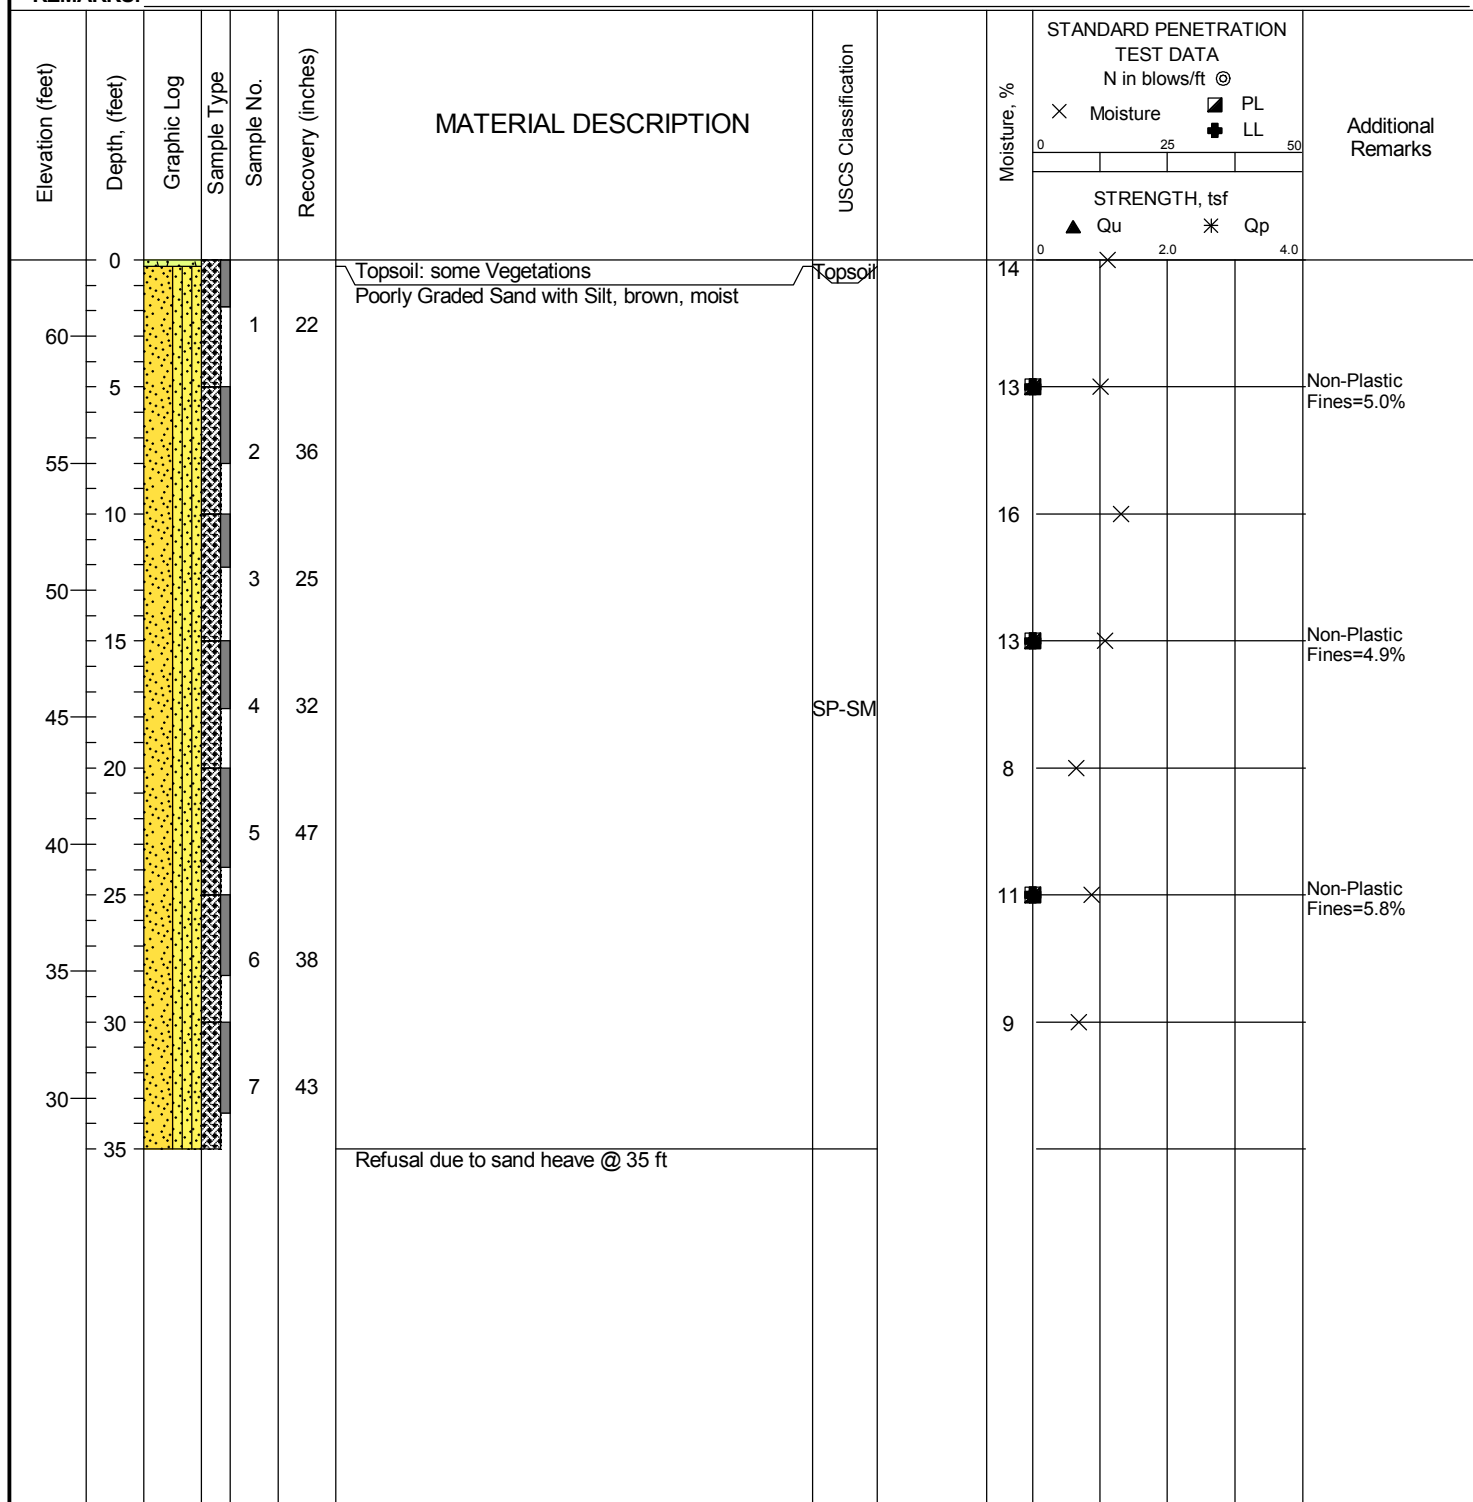 REMARKS:
Elevation (feet)
Depth, (feet)
Graphic Log
Sample Type
Sample No.
Recovery (inches)
MATERIAL DESCRIPTION
USCS Classification
Moisture, %
STANDARD PENETRATION
TEST DATA
N in blows/ft
Moisture
PL
LL
0 25 50
STRENGTH, tsf
Qu Qp
0 2.0 4.0
Additional
Remarks
0 Topsoil: some Vegetations Topsoil 14
Poorly Graded Sand with Silt, brown, moist
1 22
60
5 13 Non-Plastic
Fines=5.0%
2 36
55
10 16
3 25
50
15 13 Non-Plastic
Fines=4.9%
4 32 SP-SM
45
20 8
5 47
40
25 11 Non-Plastic
Fines=5.8%
6 38
35
30 9
7 43
30
35
Refusal due to sand heave @ 35 ft